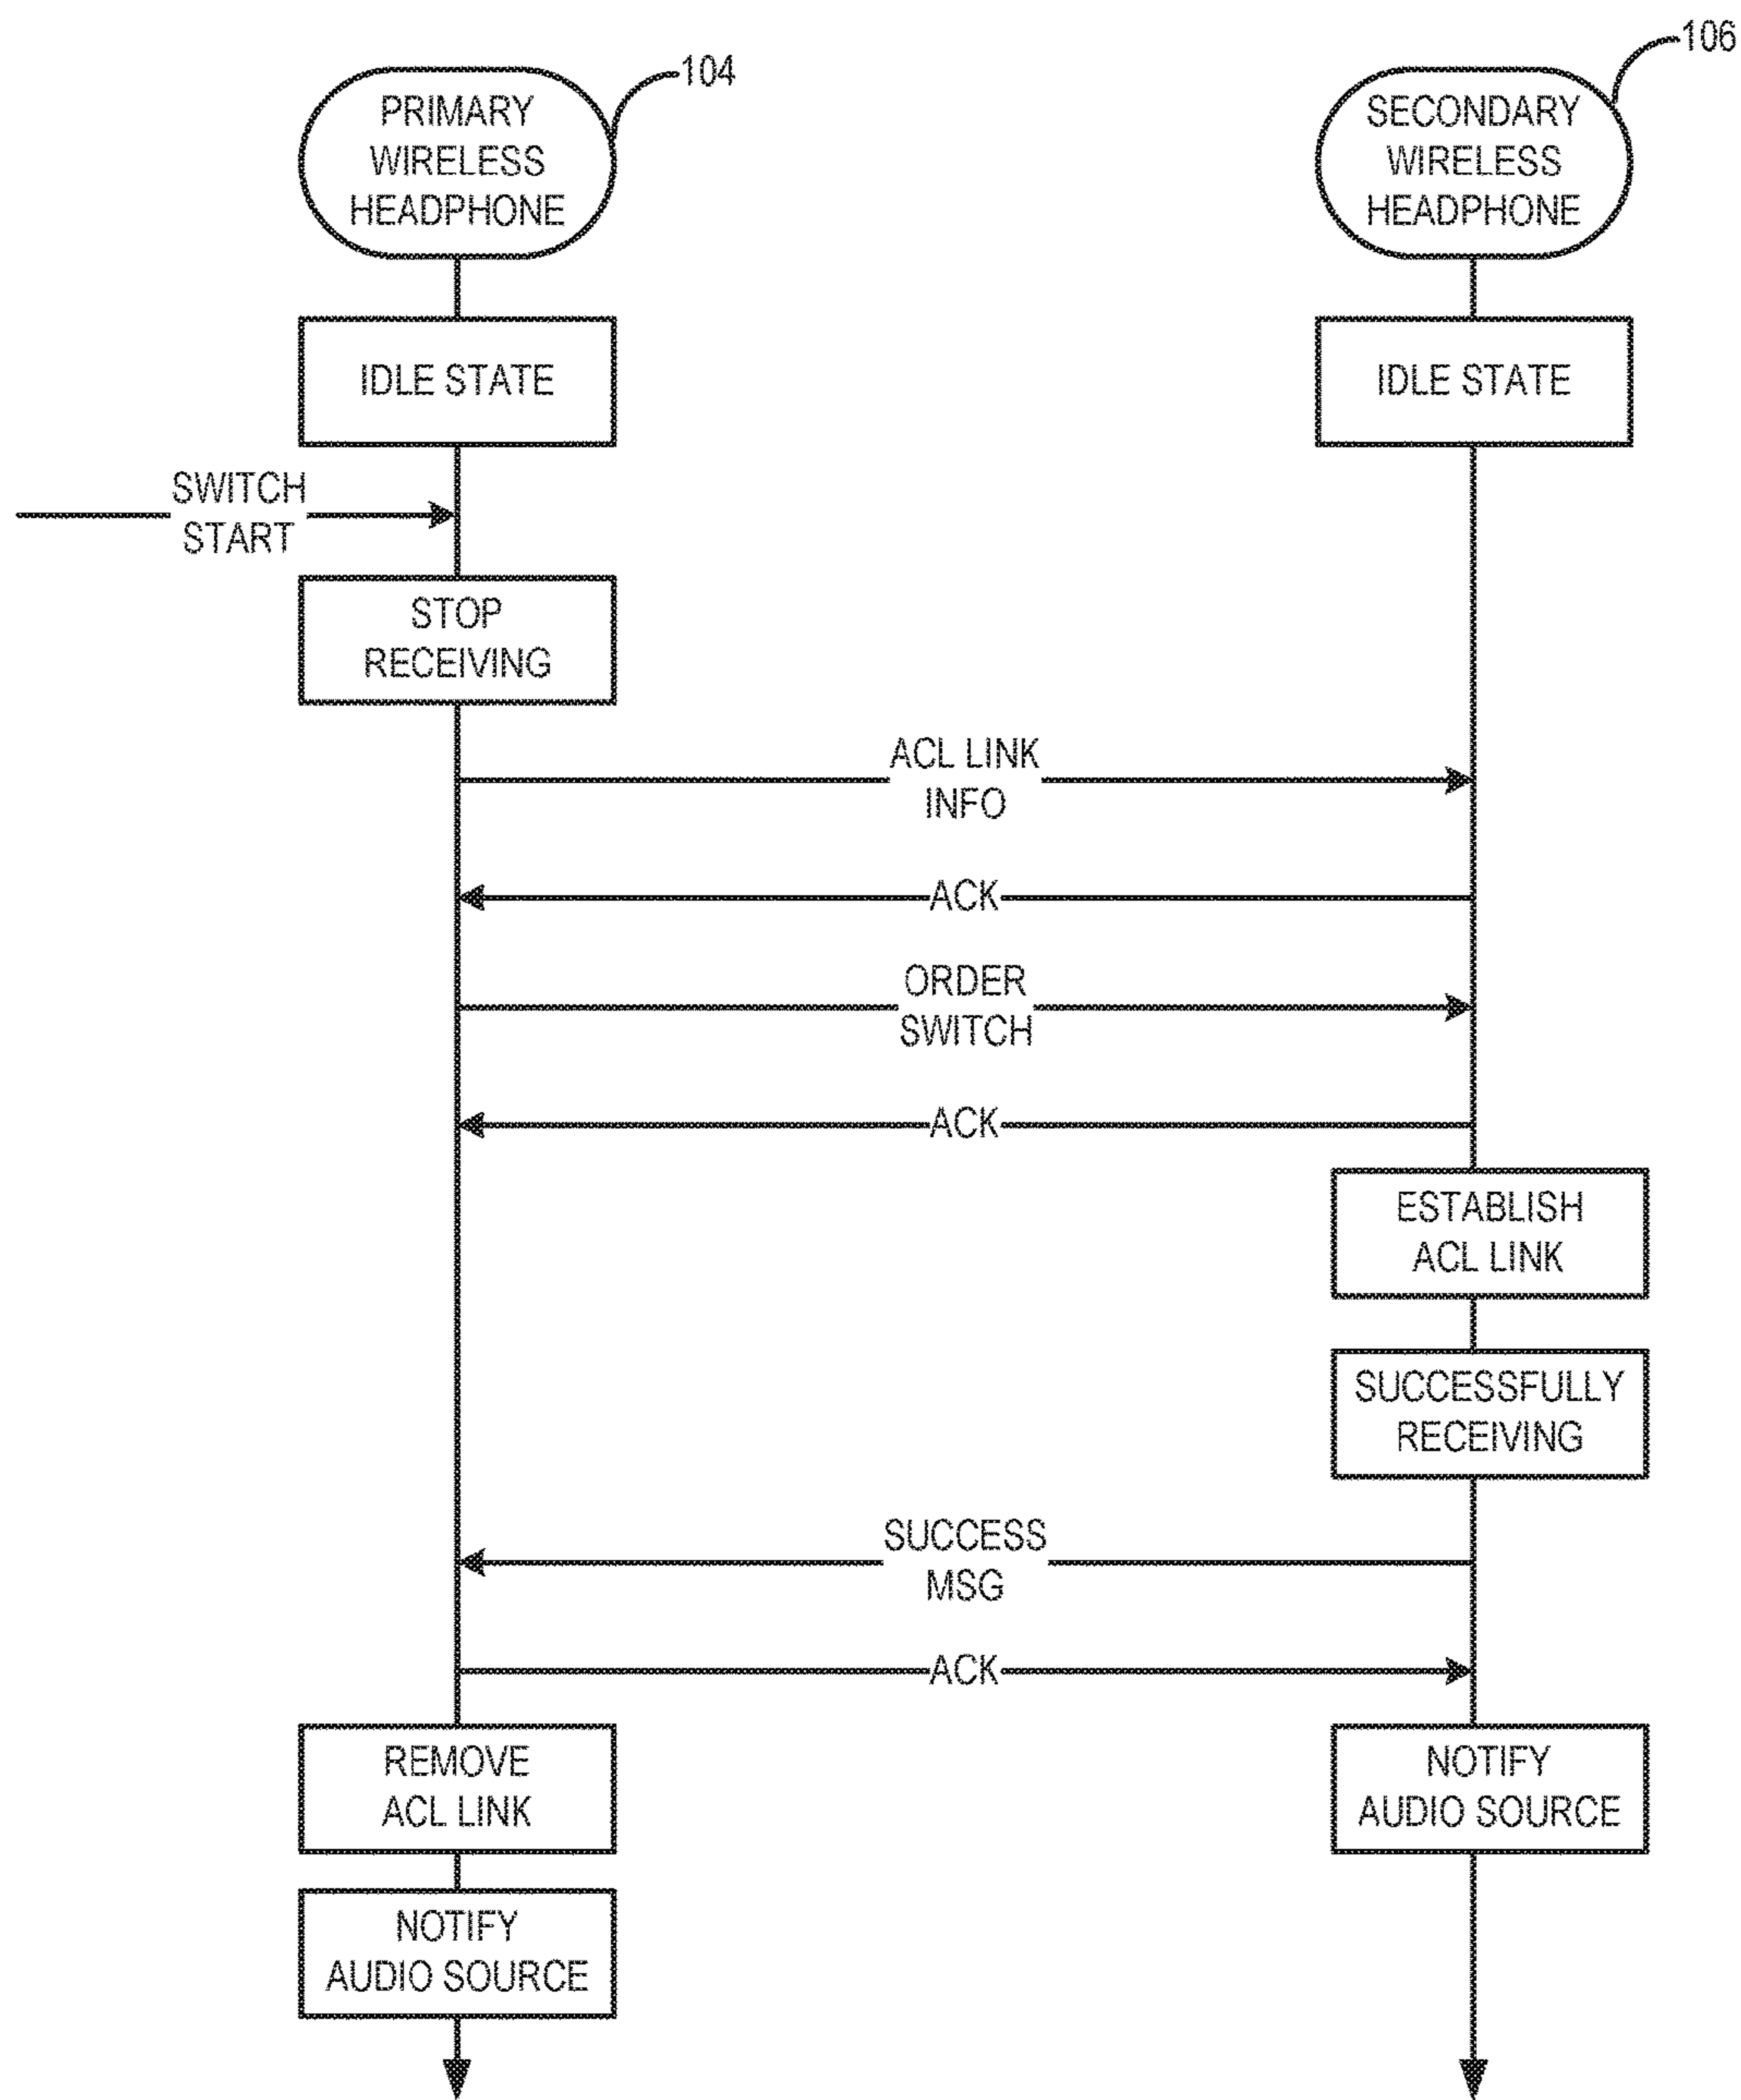 106
104
PRIMARY
WIRELESS
HEADPHONE
SECONDARY
WIRELESS
HEADPHONE
IDLE STATE
IDLE STATE
SWITCH
START
STOP
RECEIVING
ACL LINK
INFO
ACK
ORDER
SWITCH
ACK
ESTABLISH
ACL LINK
SUCCESSFULLY
RECEIVING
SUCCESS
MSG
ACK
REMOVE
ACL LINK
NOTIFY
AUDIO SOURCE
NOTIFY
AUDIO SOURCE